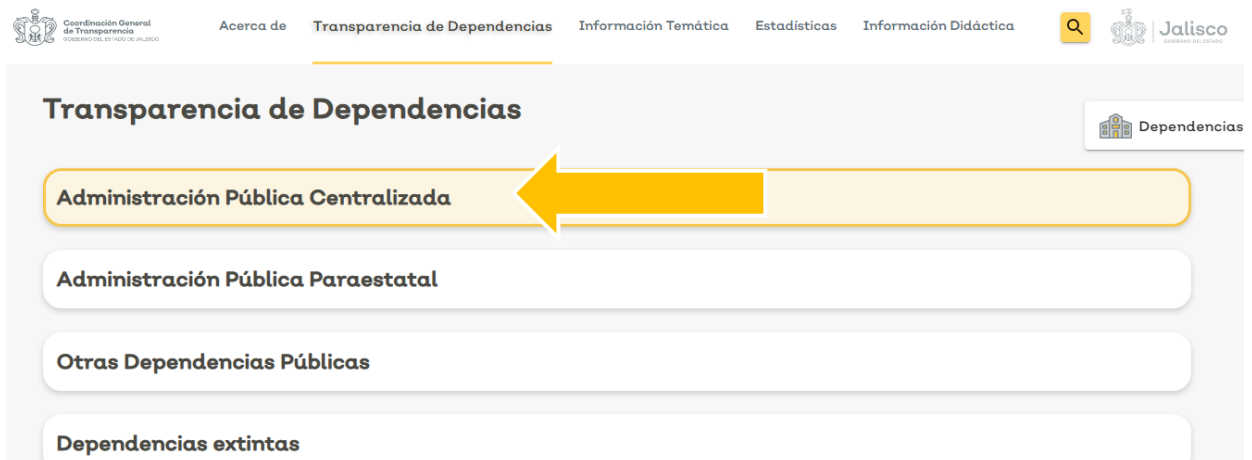 Coordinación General
de Transparencia
GOBIERNO DEL ESTADO DE JALISCO
Acerca de
Transparencia de Dependencias
Información Temática
Estadísticas
Información Didáctica
Jalisco
GOBIERNO DEL ESTADO
Transparencia de Dependencias
Dependencias
Administración Pública Centralizada
Administración Pública Paraestatal
Otras Dependencias Públicas
Dependencias extintas